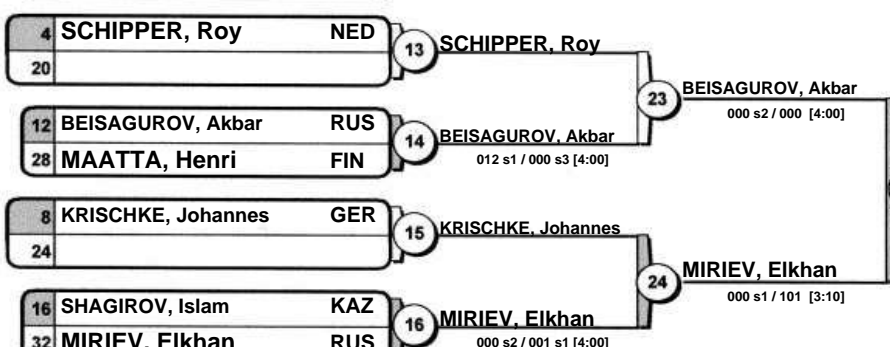 4 SCHIPPER, Roy NED
20
13 SCHIPPER, Roy
12 BEISAGUROV, Akbar RUS
28 MAATTA, Henri FIN
14 BEISAGUROV, Akbar
012 s1 / 000 s3 [4:00]
23 BEISAGUROV, Akbar
000 s2 / 000 [4:00]
8 KRISCHKE, Johannes GER
24
15 KRISCHKE, Johannes
16 SHAGIROV, Islam KAZ
32 MIRIEV, Elkhan RUS
16 MIRIEV, Elkhan
000 s2 / 001 s1 [4:00]
24 MIRIEV, Elkhan
000 s1 / 101 [3:10]